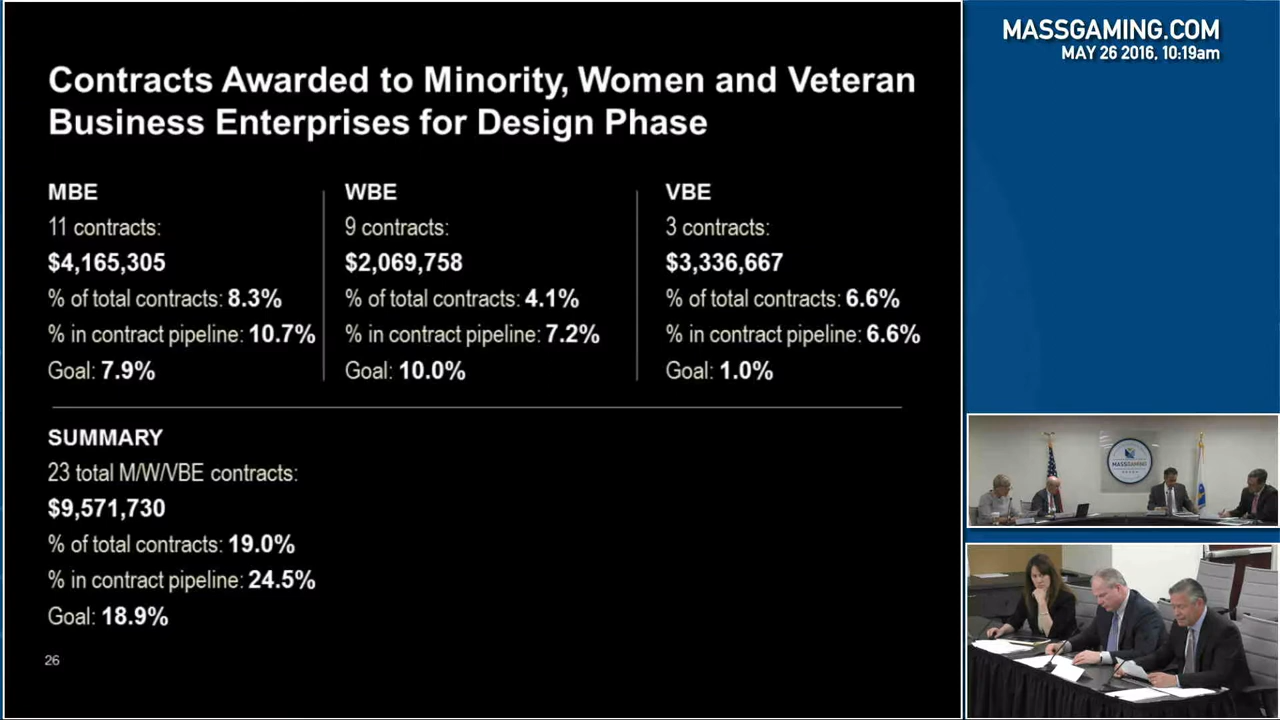 MASSGAMING.COM
MAY 26 2016, 10:19am
Contracts Awarded to Minority, Women and Veteran
Business Enterprises for Design Phase
MBE
11 contracts:
$4,165,305
% of total contracts: 8.3%
% in contract pipeline: 10.7%
Goal: 7.9%
WBE
9 contracts:
$2,069,758
% of total contracts: 4.1%
% in contract pipeline: 7.2%
Goal: 10.0%
VBE
3 contracts:
$3,336,667
% of total contracts: 6.6%
% in contract pipeline: 6.6%
Goal: 1.0%
SUMMARY
23 total M/W/VBE contracts:
$9,571,730
% of total contracts: 19.0%
% in contract pipeline: 24.5%
Goal: 18.9%
26
MASSGAMING